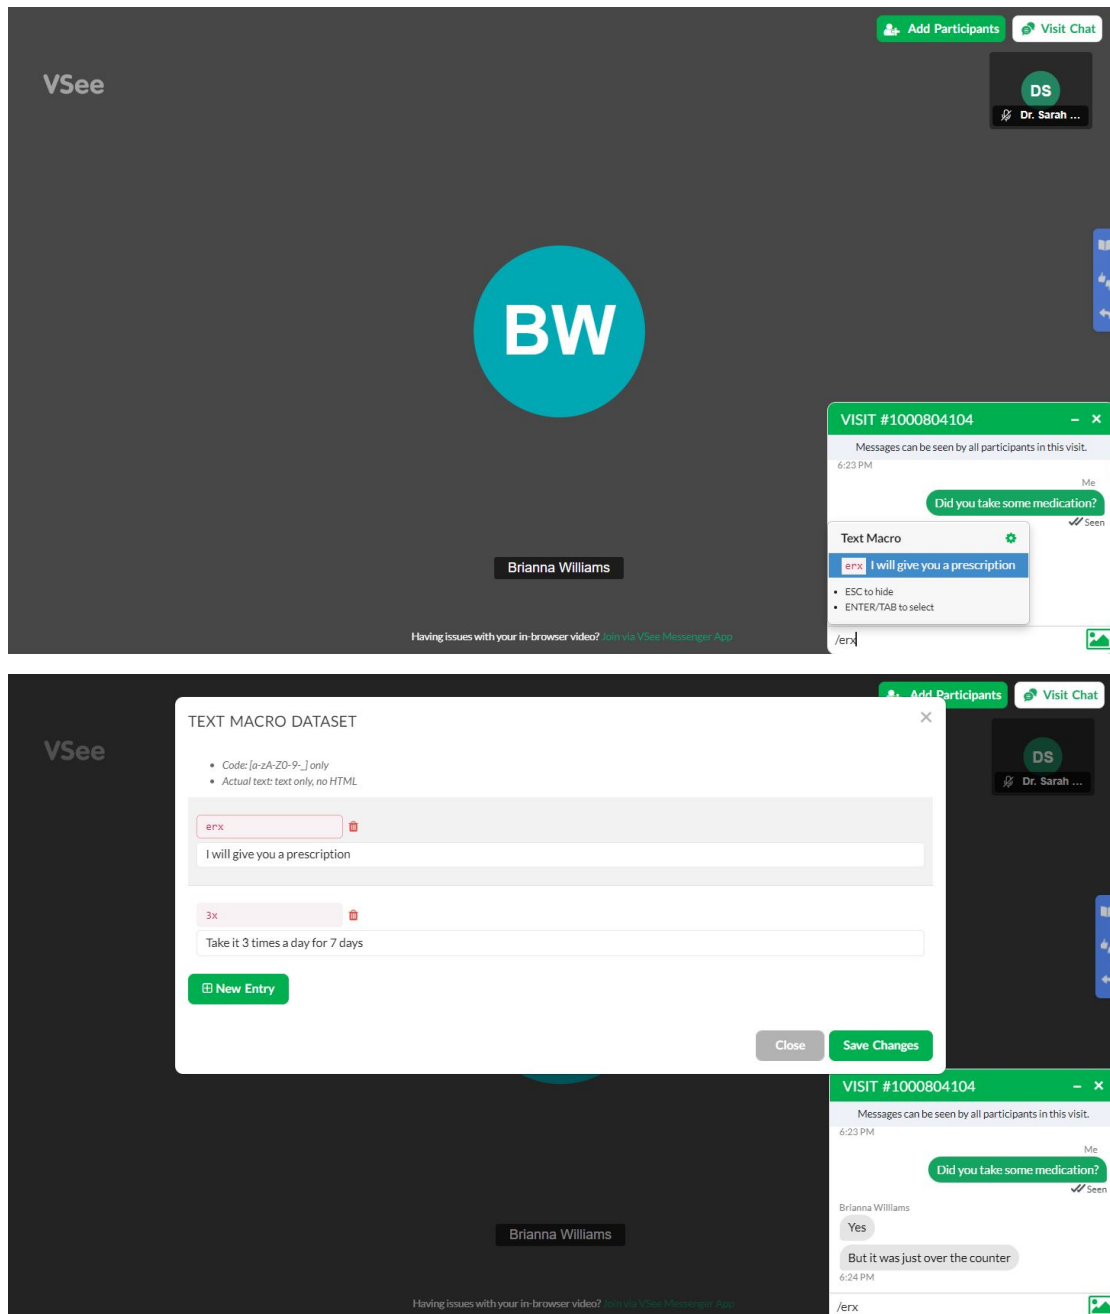 Add Participants
Visit Chat
VSee
DS
Dr. Sarah ...
BW
VISIT #1000804104
Messages can be seen by all participants in this visit.
6:23 PM
Me
Did you take some medication?
Seen
Text Macro
erx I will give you a prescription
ESC to hide
ENTER/TAB to select
/erx
Brianna Williams
Having issues with your in-browser video? Join via VSee Messenger App
Add Participants
Visit Chat
TEXT MACRO DATASET
Code: [a-zA-Z0-9-_] only
Actual text: text only, no HTML
VSee
DS
Dr. Sarah ...
erx
I will give you a prescription
3x
Take it 3 times a day for 7 days
New Entry
Close
Save Changes
VISIT #1000804104
Messages can be seen by all participants in this visit.
6:23 PM
Me
Did you take some medication?
Seen
Brianna Williams
Yes
But it was just over the counter
6:24 PM
/erx
Brianna Williams
Having issues with your in-browser video? Join via VSee Messenger App